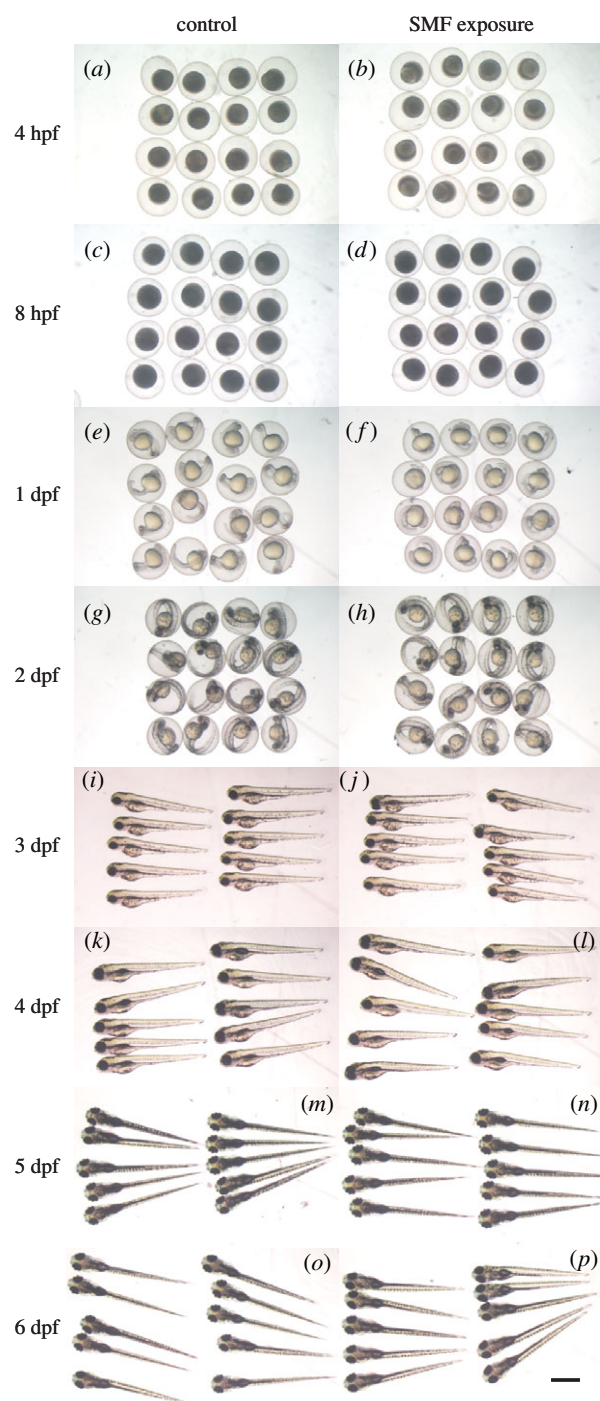 control SMF exposure
(a) (b)
4 hpf
(c) (d)
8 hpf
(e) (f)
1 dpf
(g) (h)
2 dpf
(i) (j)
3 dpf
(k) (l)
4 dpf
(m) (n)
5 dpf
(o) (p)
6 dpf